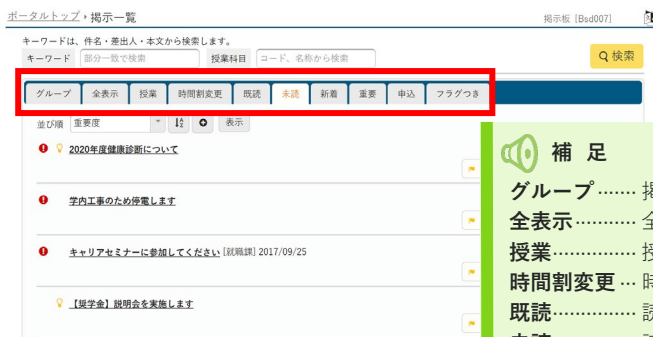 ポータルトップ › 掲示一覧
掲示板 [Bsd007]
キーワードは、件名・差出人・本文から検索します。
キーワード 部分一致で検索 授業科目 コード、名称から検索 検索
グループ 全表示 授業 時間割変更 既読 未読 新着 重要 申込 フラグつき
並び順 重要度 表示
2020年度健康診断について
学内工事のため停電します
キャリアセミナーに参加してください [就職課] 2017/09/25
【奨学金】説明会を実施します
補 足
グループ……
全表示…………
授業……………
時間割変更…
既読……………